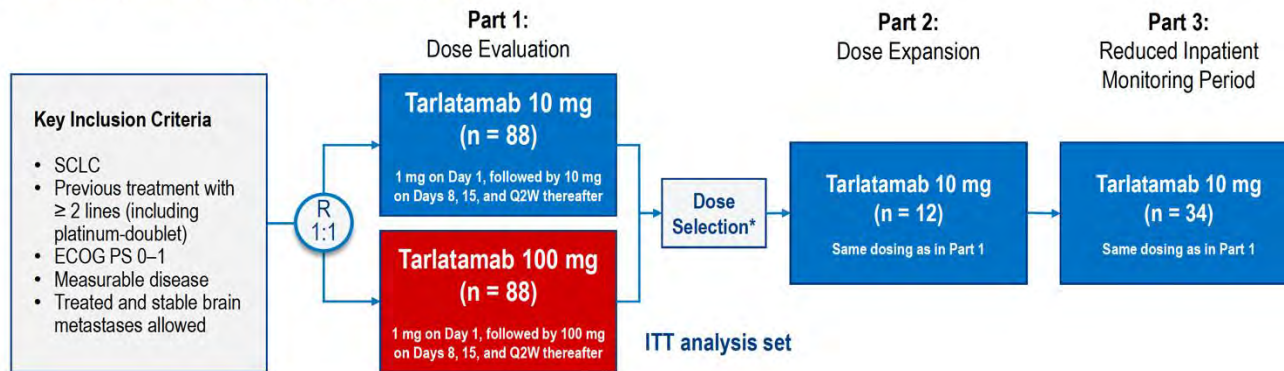 Part 1:
Dose Evaluation
Part 2:
Dose Expansion
Part 3:
Reduced Inpatient
Monitoring Period
Key Inclusion Criteria
• SCLC
• Previous treatment with
≥ 2 lines (including
platinum-doublet)
• ECOG PS 0–1
• Measurable disease
• Treated and stable brain
metastases allowed
R
1:1
Tarlatamab 10 mg
(n = 88)
1 mg on Day 1, followed by 10 mg
on Days 8, 15, and Q2W thereafter
Tarlatamab 100 mg
(n = 88)
1 mg on Day 1, followed by 100 mg
on Days 8, 15, and Q2W thereafter
Dose
Selection*
ITT analysis set
Tarlatamab 10 mg
(n = 12)
Same dosing as in Part 1
Tarlatamab 10 mg
(n = 34)
Same dosing as in Part 1